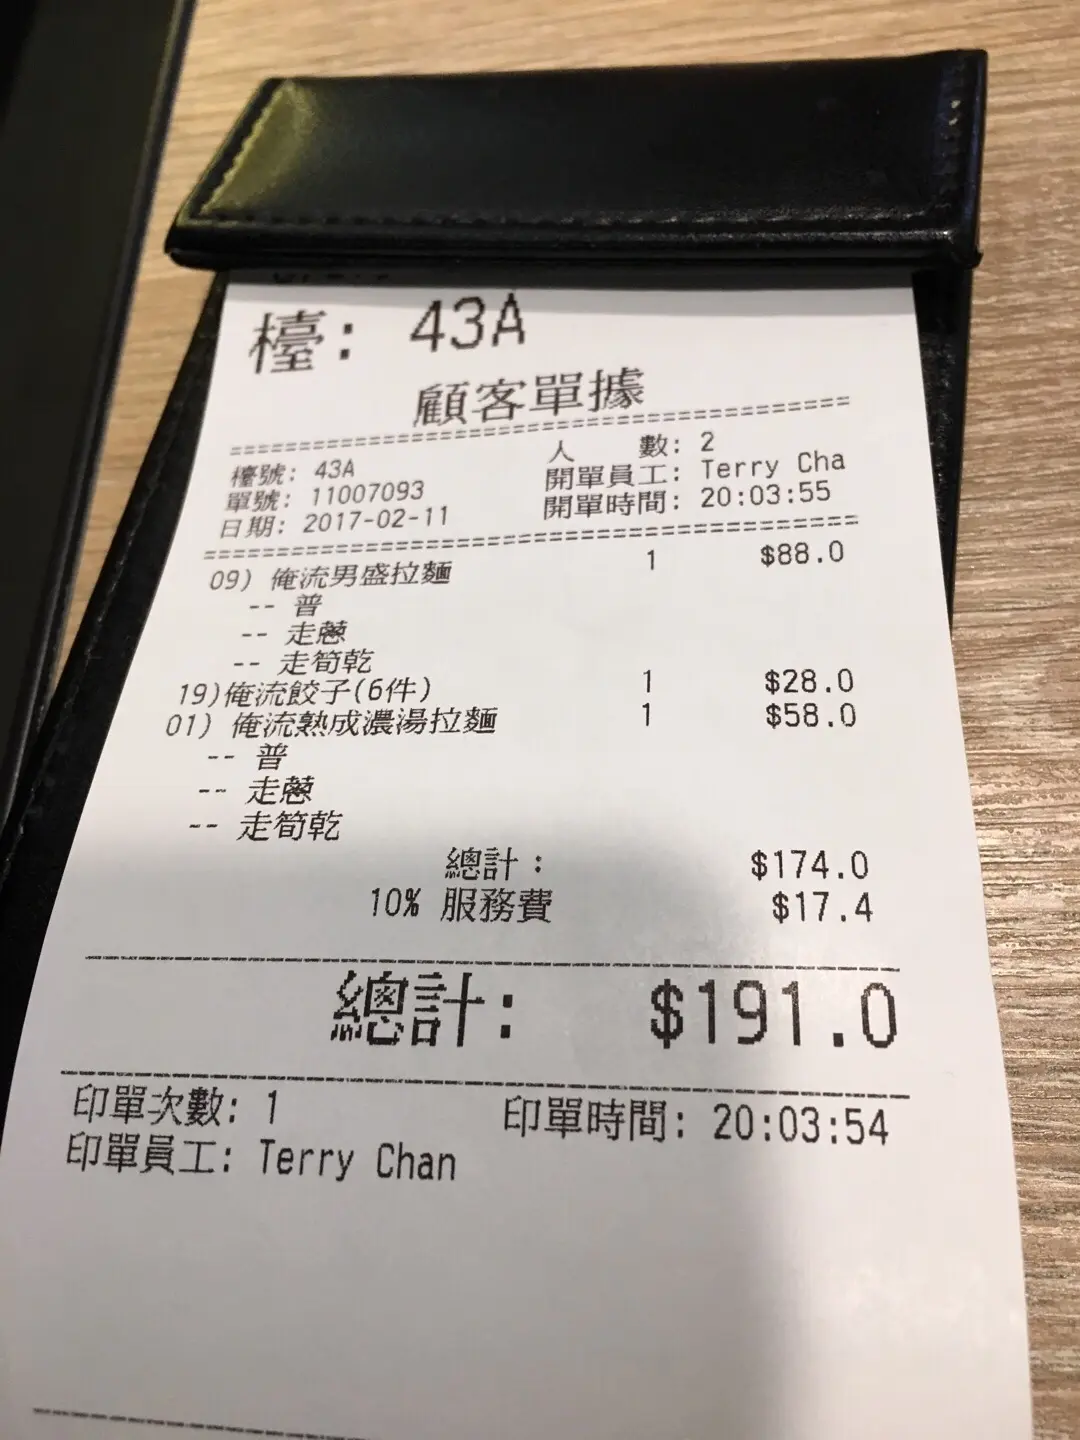 檯: 43A
顧客單據
================================================
檯號: 43A 人 數: 2
單號: 11007093 開單員工: Terry Cha
日期: 2017-02-11 開單時間: 20:03:55
================================================
09) 俺流男盛拉麵 1 $88.0
-- 普
-- 走蔥
-- 走筍乾
19)俺流餃子(6件) 1 $28.0
01) 俺流熟成濃湯拉麵 1 $58.0
-- 普
-- 走蔥
-- 走筍乾
總計: $174.0
10% 服務費 $17.4
總計: $191.0
印單次數: 1 印單時間: 20:03:54
印單員工: Terry Chan